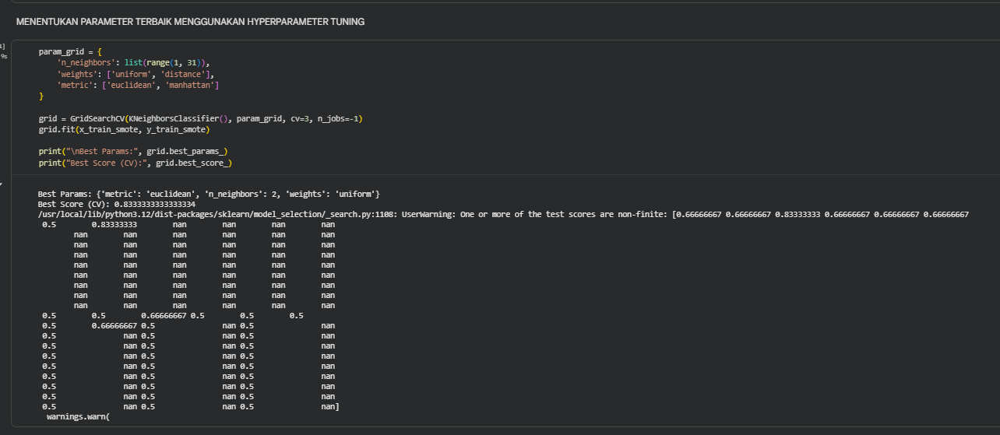 MENENTUKAN PARAMETER TERBAIK MENGGUNAKAN HYPERPARAMETER TUNING
9s
param_grid = {
    'n_neighbors': list(range(1, 31)),
    'weights': ['uniform', 'distance'],
    'metric': ['euclidean', 'manhattan']
}
grid = GridSearchCV(KNeighborsClassifier(), param_grid, cv=3, n_jobs=-1)
grid.fit(x_train_smote, y_train_smote)
print("\nBest Params:", grid.best_params_)
print("Best Score (CV):", grid.best_score_)
Best Params: {'metric': 'euclidean', 'n_neighbors': 2, 'weights': 'uniform'}
Best Score (CV): 0.8333333333333334
/usr/local/lib/python3.12/dist-packages/sklearn/model_selection/_search.py:1108: UserWarning: One or more of the test scores are non-finite: [0.66666667 0.66666667 0.83333333 0.66666667 0.66666667 0.66666667
 0.5        0.83333333        nan        nan        nan        nan
        nan        nan        nan        nan        nan        nan
        nan        nan        nan        nan        nan        nan
        nan        nan        nan        nan        nan        nan
        nan        nan        nan        nan        nan        nan
        nan        nan        nan        nan        nan        nan
        nan        nan        nan        nan        nan        nan
        nan        nan        nan        nan        nan        nan
        nan        nan        nan        nan        nan        nan
 0.5        0.5        0.66666667 0.5        0.5        0.5
 0.5        0.66666667 0.5               nan 0.5               nan
 0.5               nan 0.5               nan 0.5               nan
 0.5               nan 0.5               nan 0.5               nan
 0.5               nan 0.5               nan 0.5               nan
 0.5               nan 0.5               nan 0.5               nan
 0.5               nan 0.5               nan 0.5               nan
 0.5               nan 0.5               nan 0.5               nan
 0.5               nan 0.5               nan 0.5               nan
 0.5               nan 0.5               nan 0.5               nan]
  warnings.warn(